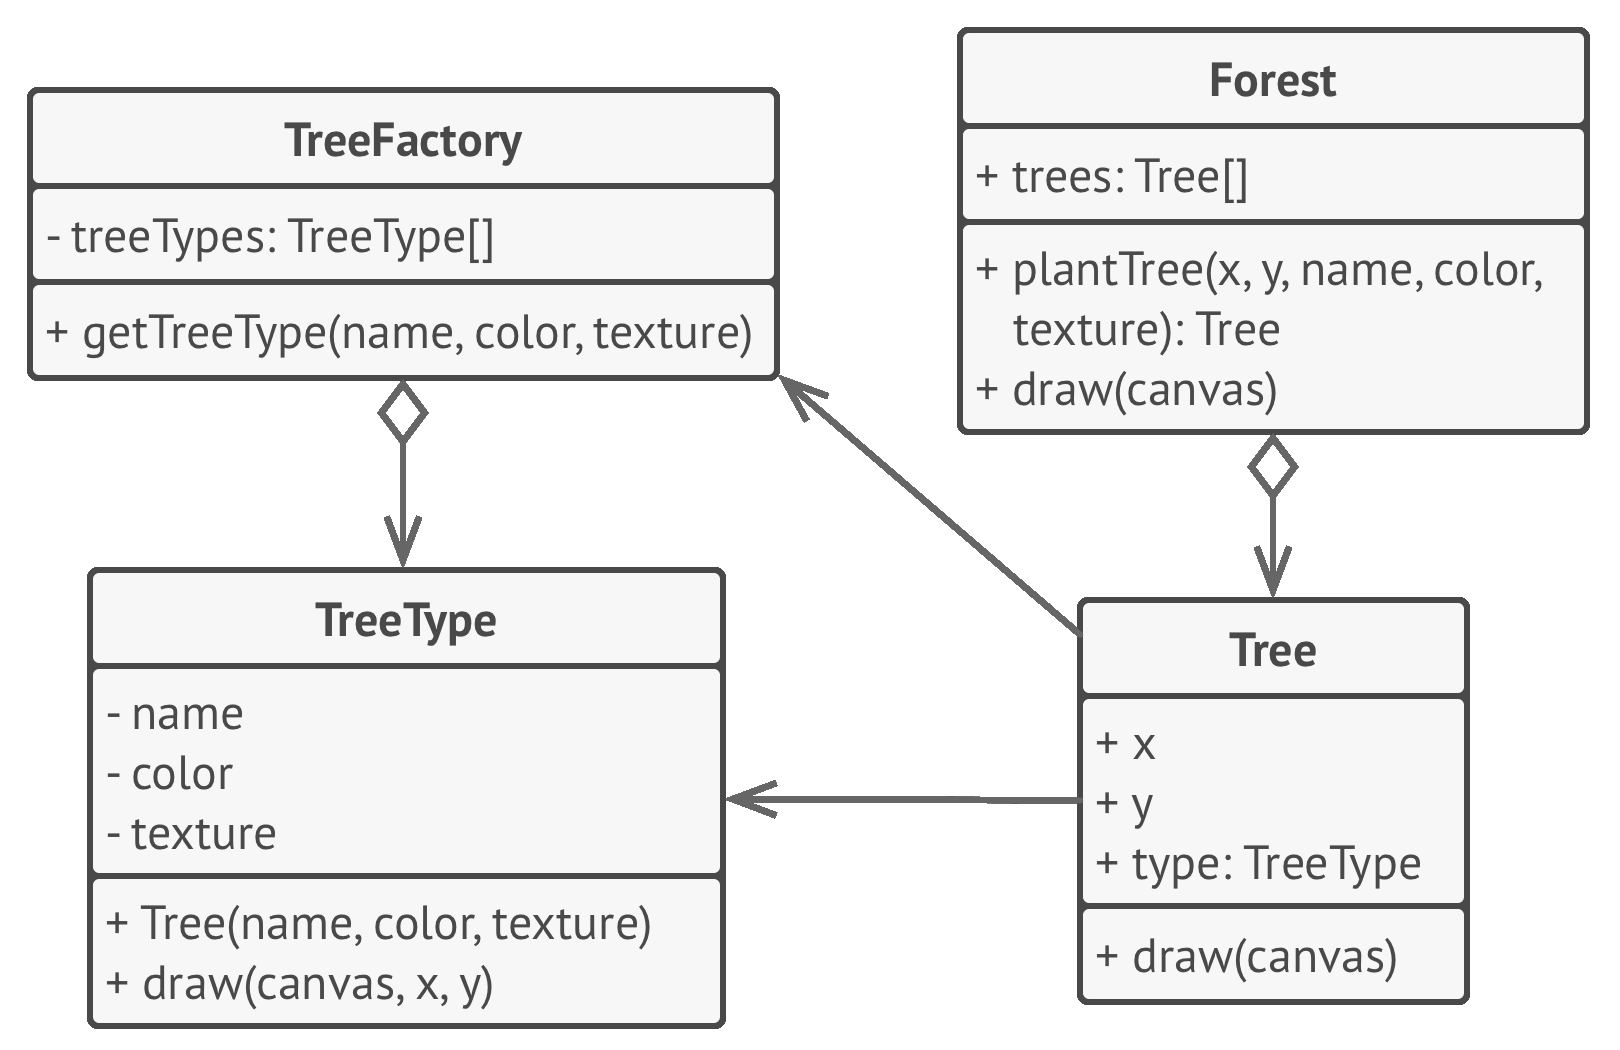 TreeFactory
- treeTypes: TreeType[]
+ getTreeType(name, color, texture)
Forest
+ trees: Tree[]
+ plantTree(x, y, name, color,
texture): Tree
+ draw(canvas)
TreeType
- name
- color
- texture
+ Tree(name, color, texture)
+ draw(canvas, x, y)
Tree
+ x
+ y
+ type: TreeType
+ draw(canvas)